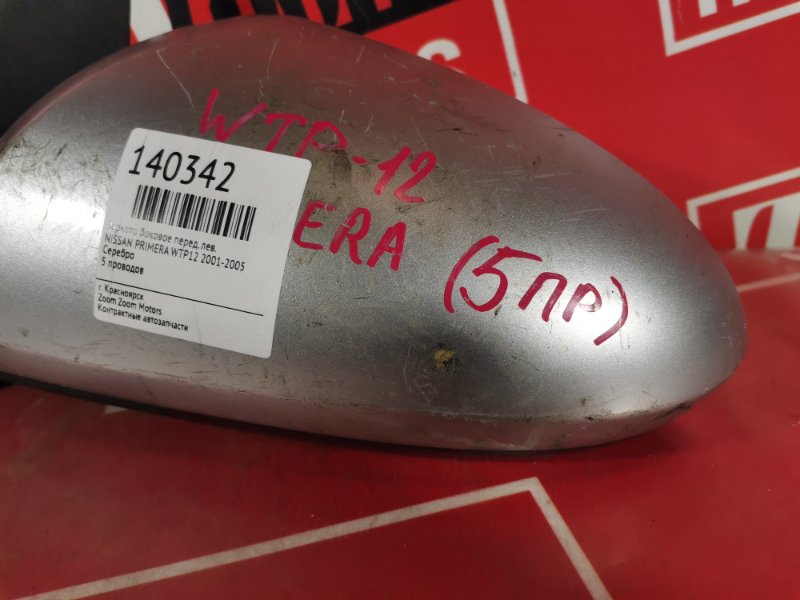 WTP-12
ERA (5пр)
140342
Зеркало боковое перед. лев.
NISSAN PRIMERA WTP12 2001-2005
Серебро
5 проводов
г. Красноярск
Zoom Zoom Motors
Контрактные автозапчасти